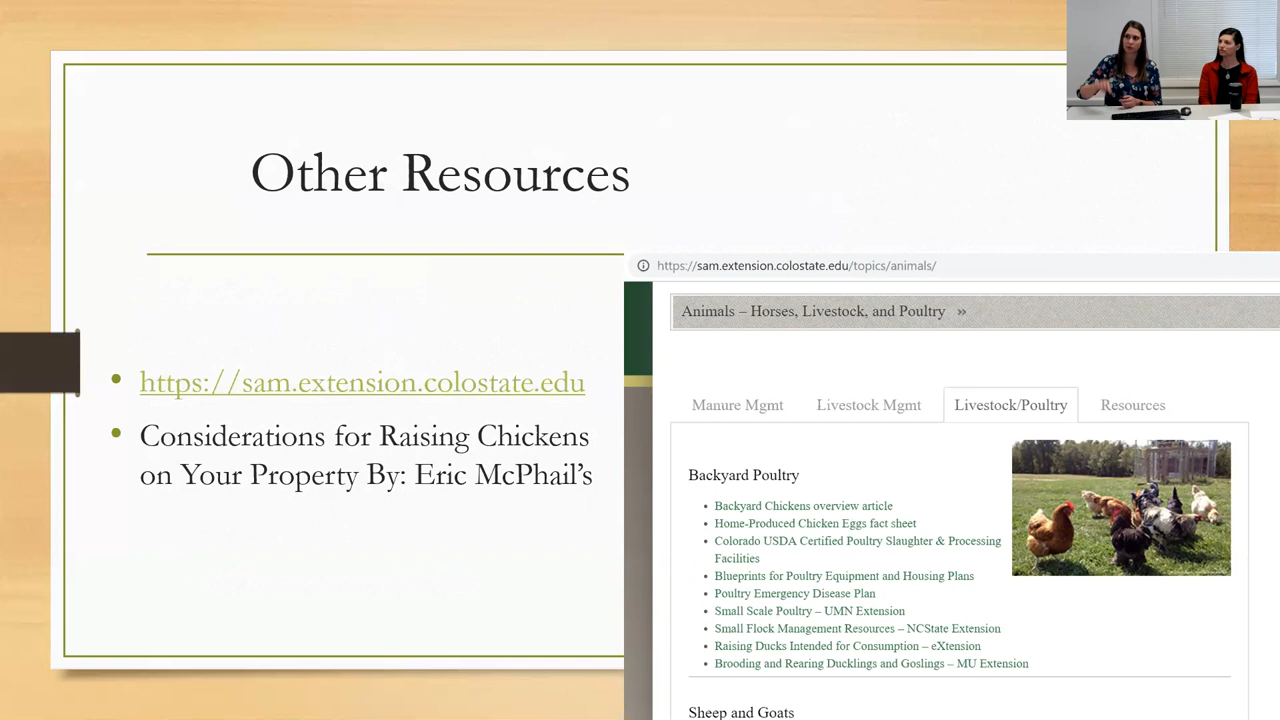 Other Resources
• https://sam.extension.colostate.edu
• Considerations for Raising Chickens
on Your Property By: Eric McPhail's
https://sam.extension.colostate.edu/topics/animals/
Animals – Horses, Livestock, and Poultry »
Manure Mgmt Livestock Mgmt Livestock/Poultry Resources
Backyard Poultry
• Backyard Chickens overview article
• Home-Produced Chicken Eggs fact sheet
• Colorado USDA Certified Poultry Slaughter & Processing
Facilities
• Blueprints for Poultry Equipment and Housing Plans
• Poultry Emergency Disease Plan
• Small Scale Poultry – UMN Extension
• Small Flock Management Resources – NCState Extension
• Raising Ducks Intended for Consumption – eXtension
• Brooding and Rearing Ducklings and Goslings – MU Extension
Sheep and Goats